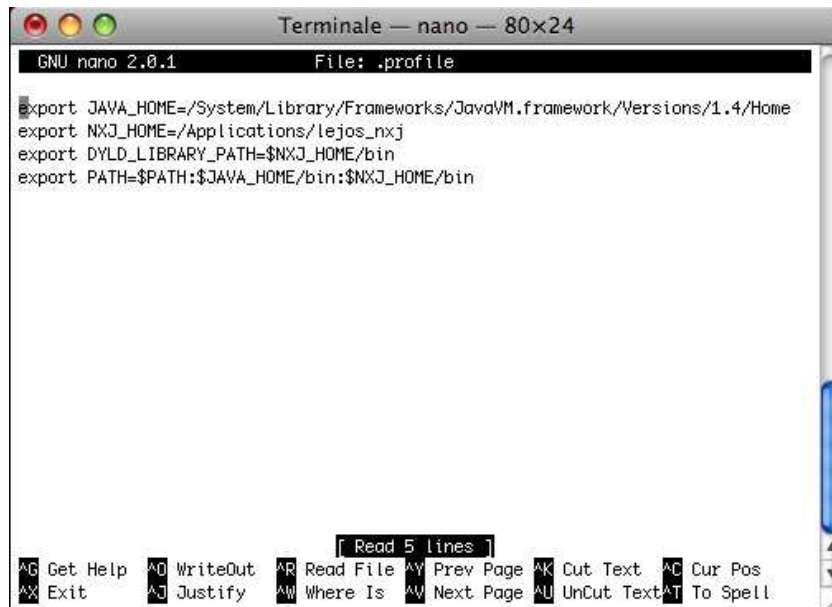 Terminale — nano — 80×24
GNU nano 2.0.1 File: .profile
export JAVA_HOME=/System/Library/Frameworks/JavaVM.framework/Versions/1.4/Home
export NXJ_HOME=/Applications/lejos_nxj
export DYLD_LIBRARY_PATH=$NXJ_HOME/bin
export PATH=$PATH:$JAVA_HOME/bin:$NXJ_HOME/bin
[ Read 5 lines ]
^G Get Help ^O WriteOut ^R Read File ^Y Prev Page ^K Cut Text ^C Cur Pos
^X Exit ^J Justify ^W Where Is ^V Next Page ^U UnCut Text ^T To Spell